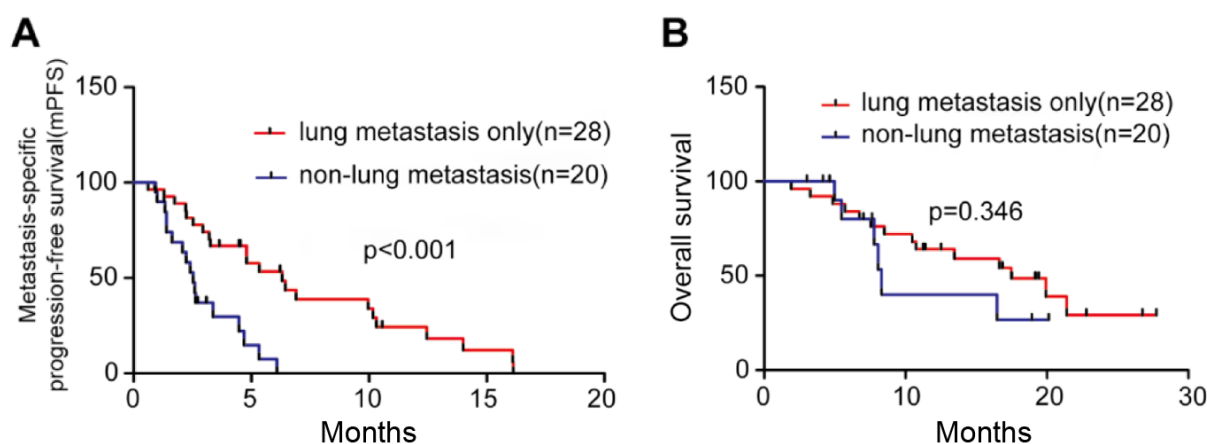 A
Metastasis-specific
progression-free survival(mPFS)
150
100
50
0
0
5
10
15
20
Months
lung metastasis only(n=28)
non-lung metastasis(n=20)
p<0.001
B
Overall survival
150
100
50
0
0
10
20
30
Months
lung metastasis only(n=28)
non-lung metastasis(n=20)
p=0.346